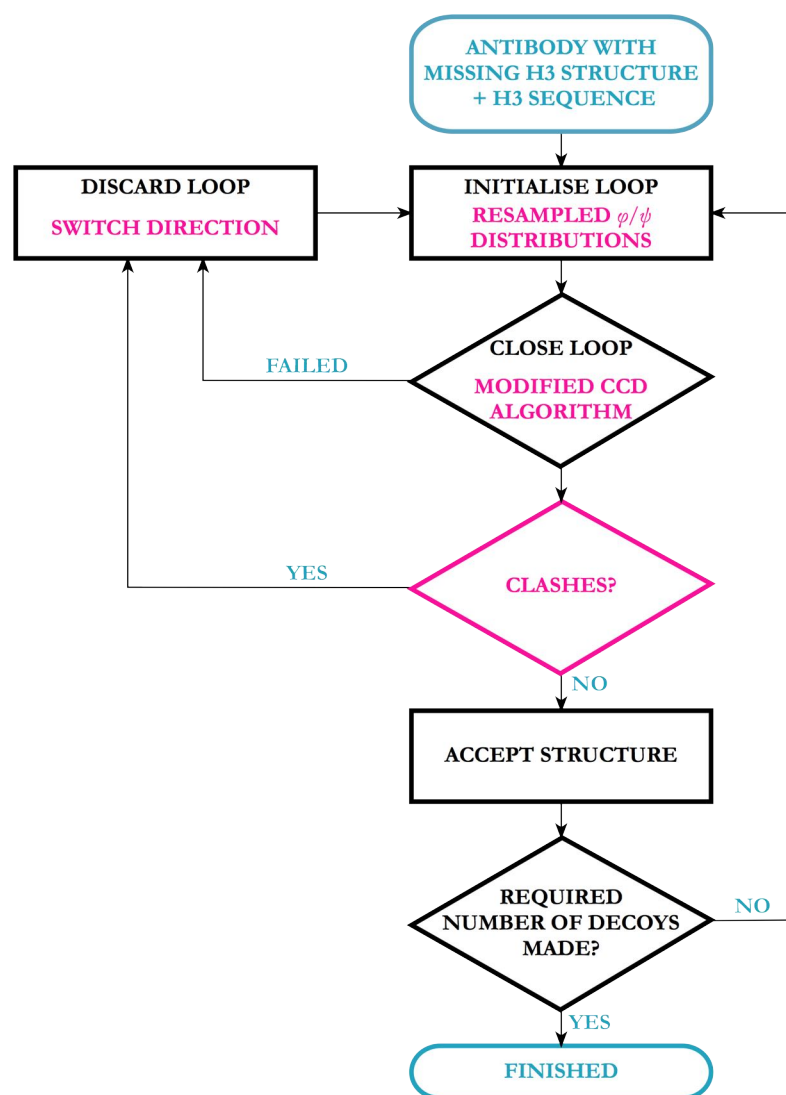 ANTIBODY WITH
MISSING H3 STRUCTURE
+ H3 SEQUENCE
DISCARD LOOP
SWITCH DIRECTION
INITIALISE LOOP
RESAMPLED φ/ψ
DISTRIBUTIONS
FAILED
CLOSE LOOP
MODIFIED CCD
ALGORITHM
YES
CLASHES?
NO
ACCEPT STRUCTURE
REQUIRED
NUMBER OF DECOYS
MADE?
NO
YES
FINISHED